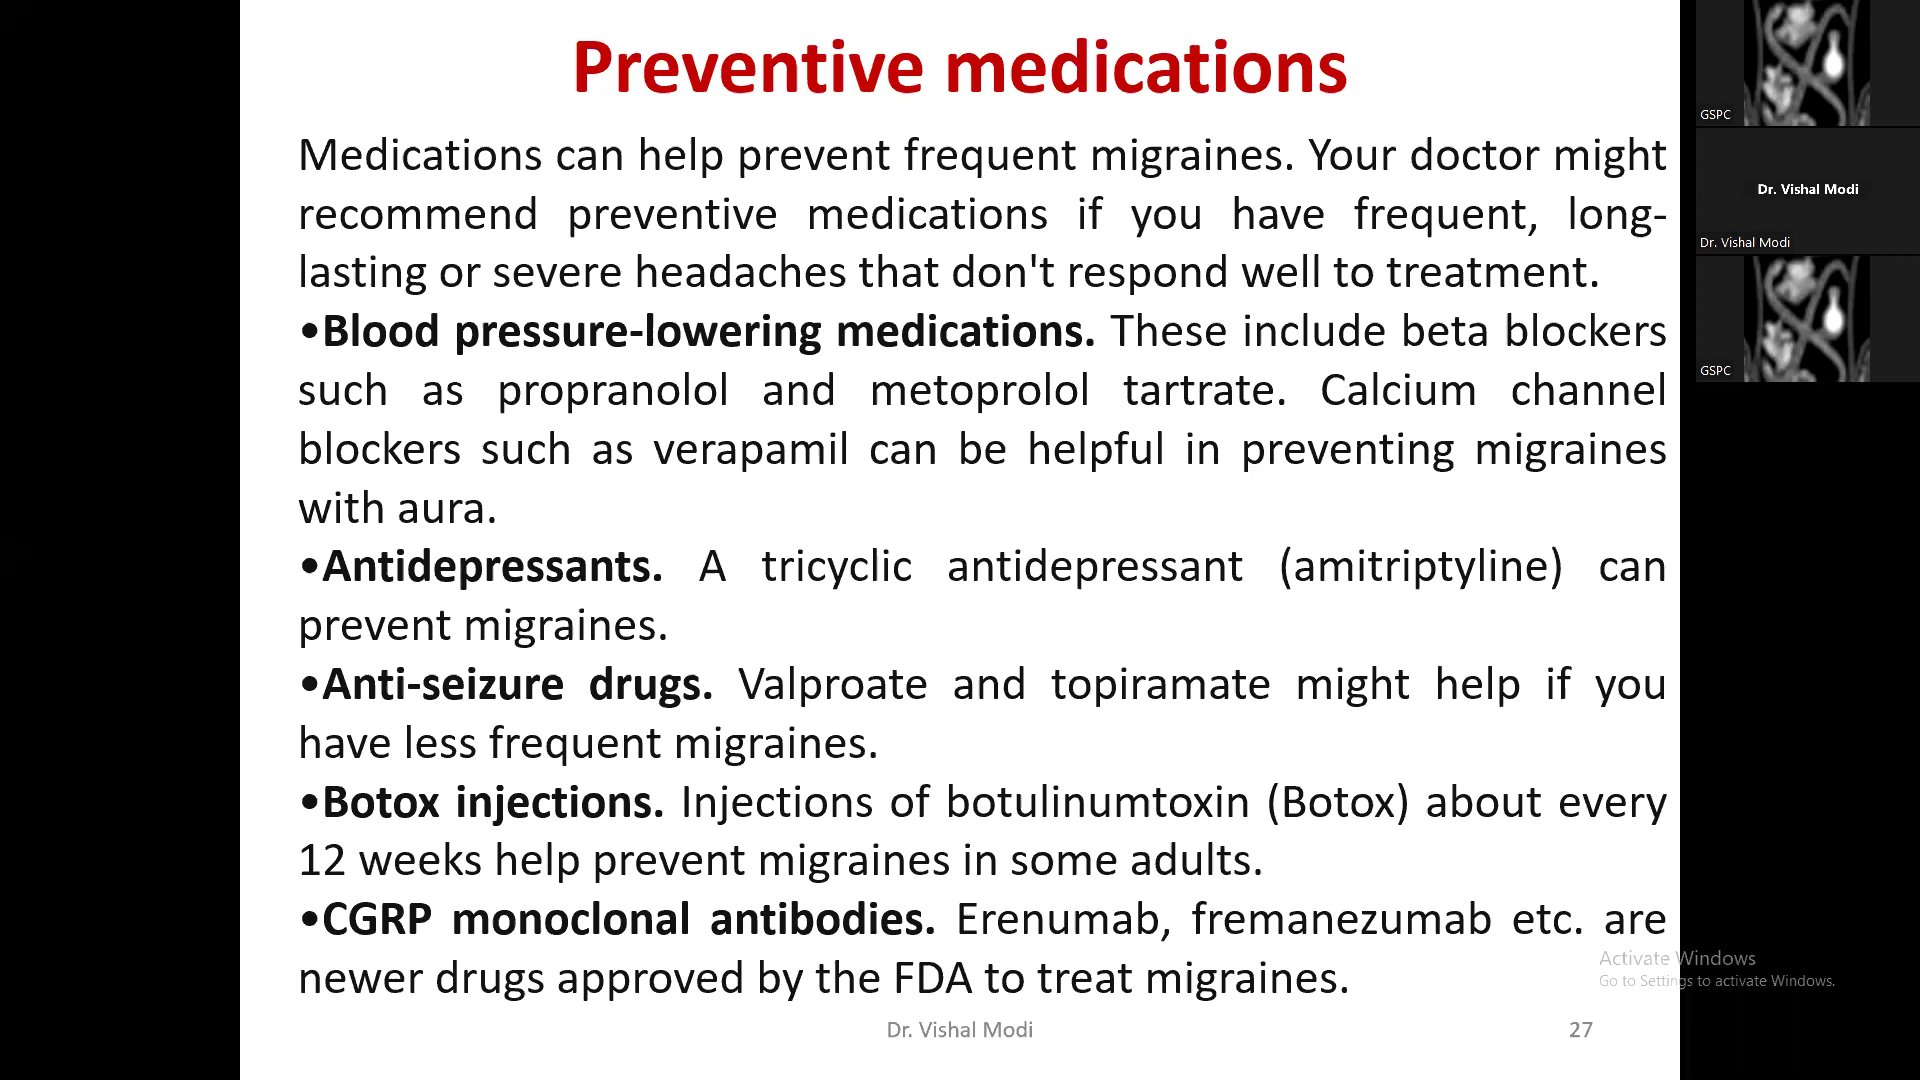 Preventive medications
Medications can help prevent frequent migraines. Your doctor might
recommend preventive medications if you have frequent, long-
lasting or severe headaches that don't respond well to treatment.
•Blood pressure-lowering medications. These include beta blockers
such as propranolol and metoprolol tartrate. Calcium channel
blockers such as verapamil can be helpful in preventing migraines
with aura.
•Antidepressants. A tricyclic antidepressant (amitriptyline) can
prevent migraines.
•Anti-seizure drugs. Valproate and topiramate might help if you
have less frequent migraines.
•Botox injections. Injections of botulinumtoxin (Botox) about every
12 weeks help prevent migraines in some adults.
•CGRP monoclonal antibodies. Erenumab, fremanezumab etc. are
newer drugs approved by the FDA to treat migraines.
Dr. Vishal Modi
27
GSPC
Dr. Vishal Modi
Dr. Vishal Modi
GSPC
Activate Windows
Go to Settings to activate Windows.